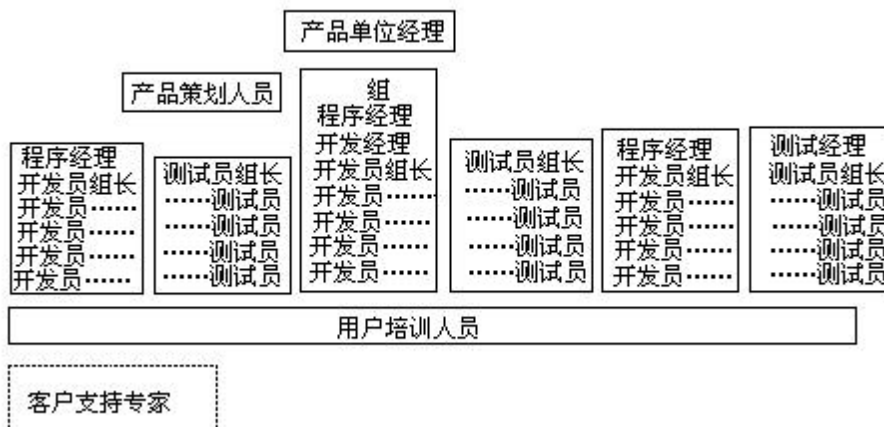 产品单位经理
产品策划人员
程序经理
开发员组长
开发员……
开发员……
开发员……
开发员……
测试员组长
……测试员
……测试员
……测试员
……测试员
组
程序经理
开发经理
开发员组长
开发员……
开发员……
开发员……
开发员……
测试员组长
……测试员
……测试员
……测试员
……测试员
程序经理
开发员组长
开发员……
开发员……
开发员……
开发员……
测试经理
测试员组长
……测试员
……测试员
……测试员
……测试员
用户培训人员
客户支持专家